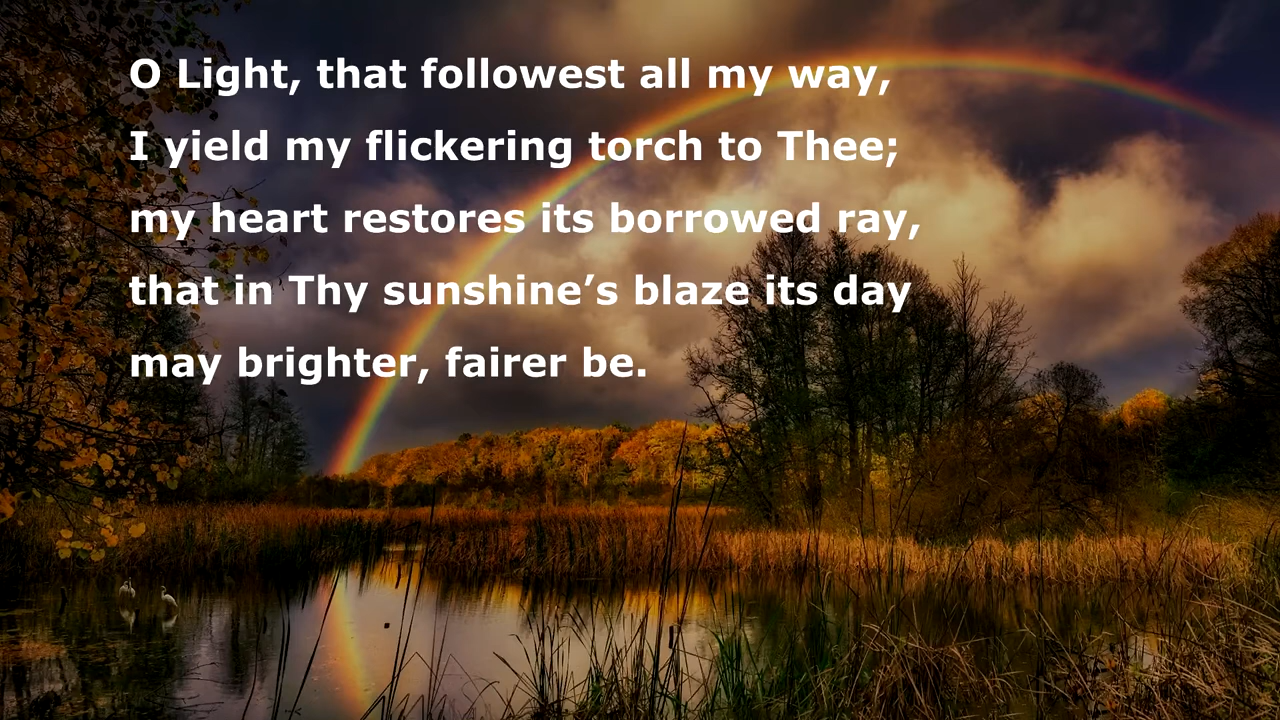 O Light, that followest all my way,
I yield my flickering torch to Thee;
my heart restores its borrowed ray,
that in Thy sunshine’s blaze its day
may brighter, fairer be.